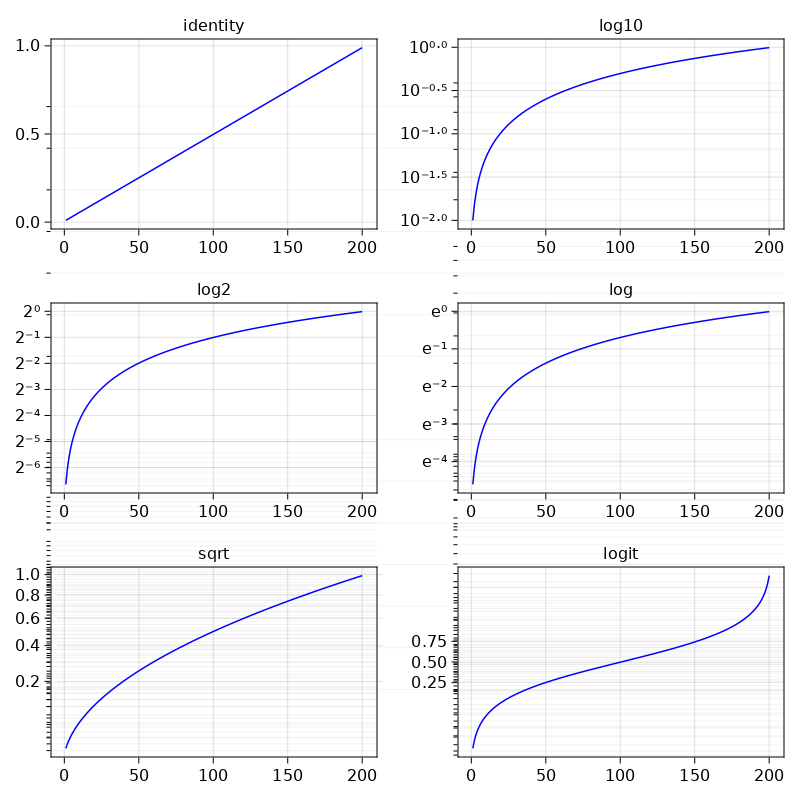 identity
1.0
0.5
0.0
0 50 100 150 200
log10
10⁰·⁰
10⁻⁰·⁵
10⁻¹·⁰
10⁻¹·⁵
10⁻²·⁰
0 50 100 150 200
log2
2⁰
2⁻¹
2⁻²
2⁻³
2⁻⁴
2⁻⁵
2⁻⁶
0 50 100 150 200
log
e⁰
e⁻¹
e⁻²
e⁻³
e⁻⁴
0 50 100 150 200
sqrt
1.0
0.8
0.6
0.4
0.2
0 50 100 150 200
logit
0.75
0.50
0.25
0 50 100 150 200